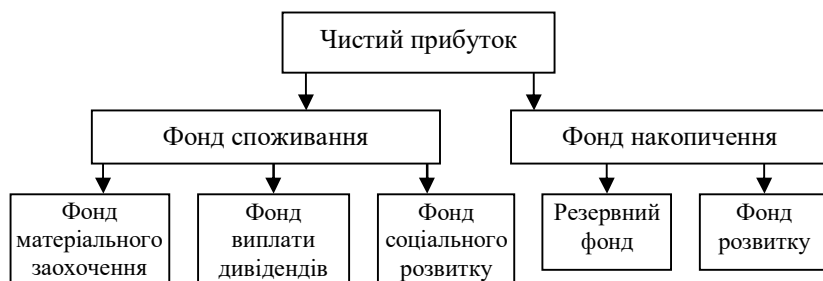 Чистий прибуток
Фонд споживання
Фонд накопичення
Фонд
матеріального
заохочення
Фонд
виплати
дивідендів
Фонд
соціального
розвитку
Резервний
фонд
Фонд
розвитку